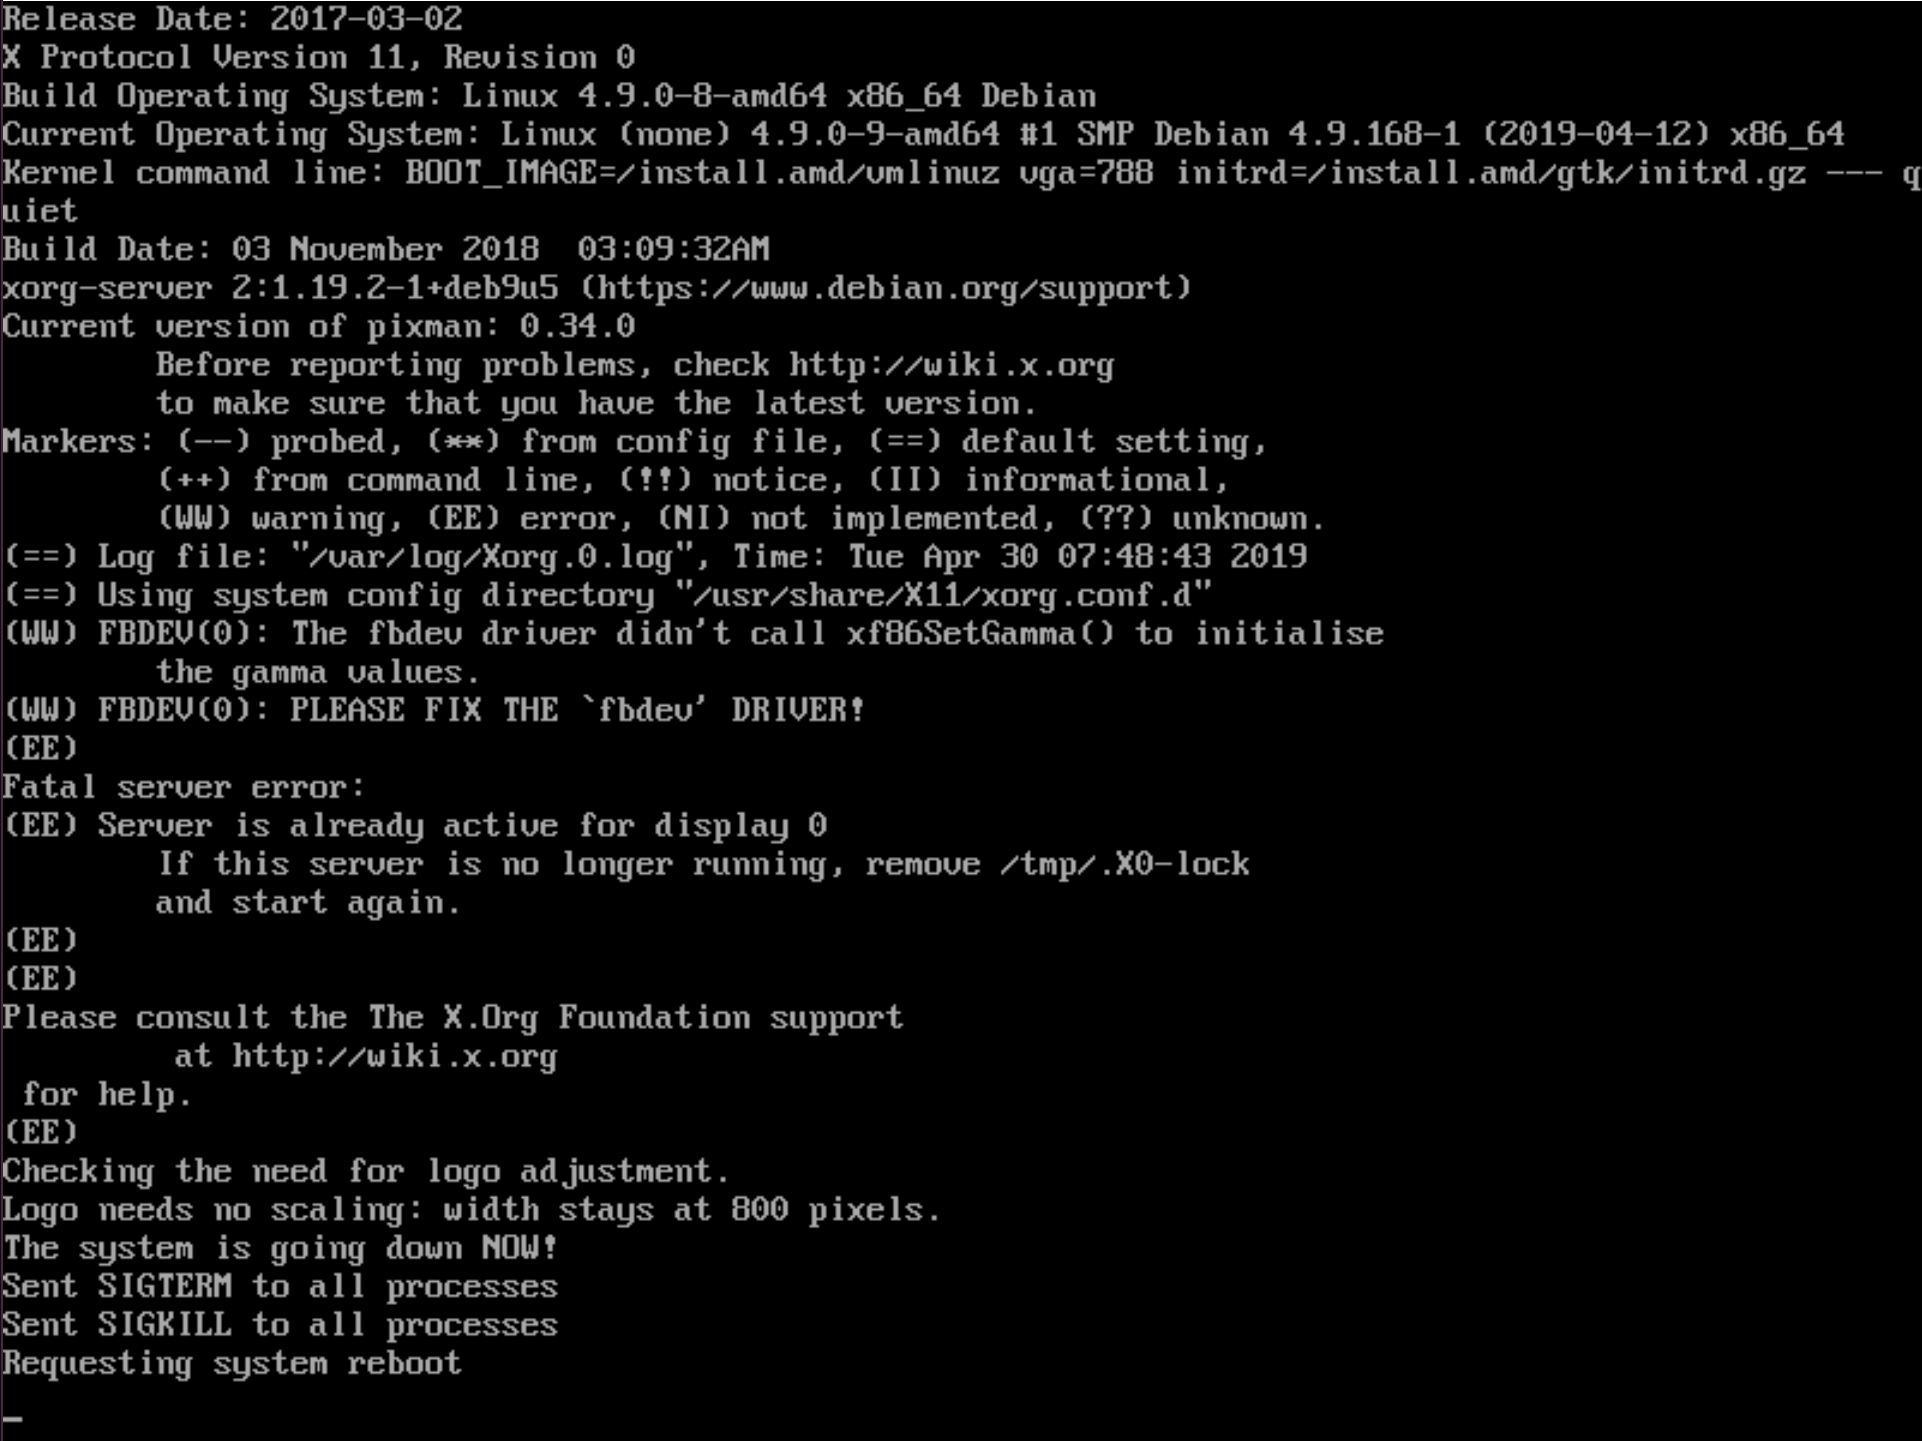 Release Date: 2017-03-02
X Protocol Version 11, Revision 0
Build Operating System: Linux 4.9.0-8-amd64 x86_64 Debian
Current Operating System: Linux (none) 4.9.0-9-amd64 #1 SMP Debian 4.9.168-1 (2019-04-12) x86_64
Kernel command line: BOOT_IMAGE=/install.amd/vmlinuz vga=788 initrd=/install.amd/gtk/initrd.gz --- q
uiet
Build Date: 03 November 2018  03:09:32AM
xorg-server 2:1.19.2-1+deb9u5 (https://www.debian.org/support)
Current version of pixman: 0.34.0
        Before reporting problems, check http://wiki.x.org
        to make sure that you have the latest version.
Markers: (--) probed, (**) from config file, (==) default setting,
        (++) from command line, (!!) notice, (II) informational,
        (WW) warning, (EE) error, (NI) not implemented, (??) unknown.
(==) Log file: "/var/log/Xorg.0.log", Time: Tue Apr 30 07:48:43 2019
(==) Using system config directory "/usr/share/X11/xorg.conf.d"
(WW) FBDEV(0): The fbdev driver didn't call xf86SetGamma() to initialise
        the gamma values.
(WW) FBDEV(0): PLEASE FIX THE `fbdev' DRIVER!
(EE)
Fatal server error:
(EE) Server is already active for display 0
        If this server is no longer running, remove /tmp/.X0-lock
        and start again.
(EE)
(EE)
Please consult the The X.Org Foundation support
         at http://wiki.x.org
 for help.
(EE)
Checking the need for logo adjustment.
Logo needs no scaling: width stays at 800 pixels.
The system is going down NOW!
Sent SIGTERM to all processes
Sent SIGKILL to all processes
Requesting system reboot